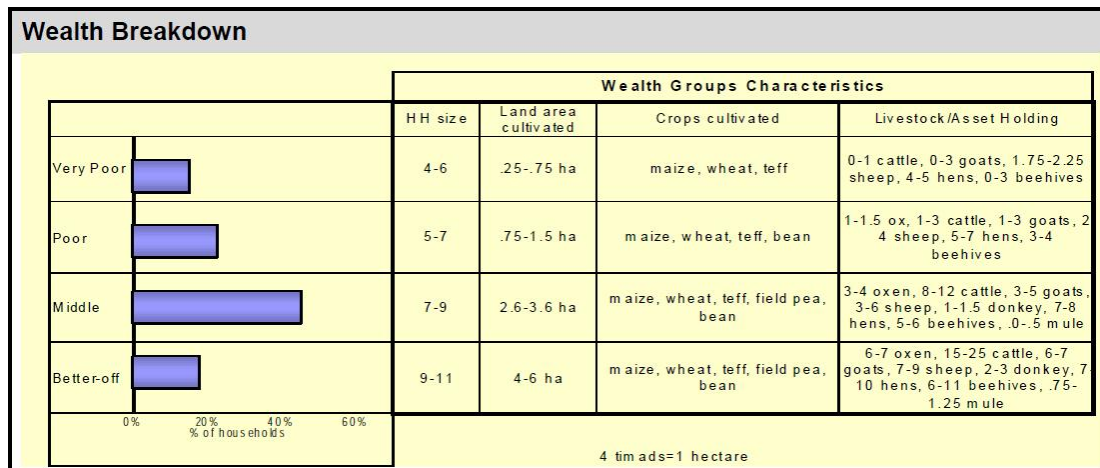 Wealth Breakdown
Wealth Groups Characteristics
HH size
Land area
cultivated
Crops cultivated
Livestock/Asset Holding
Very Poor
4-6
.25-.75 ha
maize, wheat, teff
0-1 cattle, 0-3 goats, 1.75-2.25
sheep, 4-5 hens, 0-3 beehives
Poor
5-7
.75-1.5 ha
maize, wheat, teff, bean
1-1.5 ox, 1-3 cattle, 1-3 goats, 2
4 sheep, 5-7 hens, 3-4
beehives
Middle
7-9
2.6-3.6 ha
maize, wheat, teff, field pea,
bean
3-4 oxen, 8-12 cattle, 3-5 goats,
3-6 sheep, 1-1.5 donkey, 7-8
hens, 5-6 beehives, .0-.5 mule
Better-off
9-11
4-6 ha
maize, wheat, teff, field pea,
bean
6-7 oxen, 15-25 cattle, 6-7
goats, 7-9 sheep, 2-3 donkey, 7-
10 hens, 6-11 beehives, .75-
1.25 mule
0% 20% 40% 60%
% of households
4 timads=1 hectare